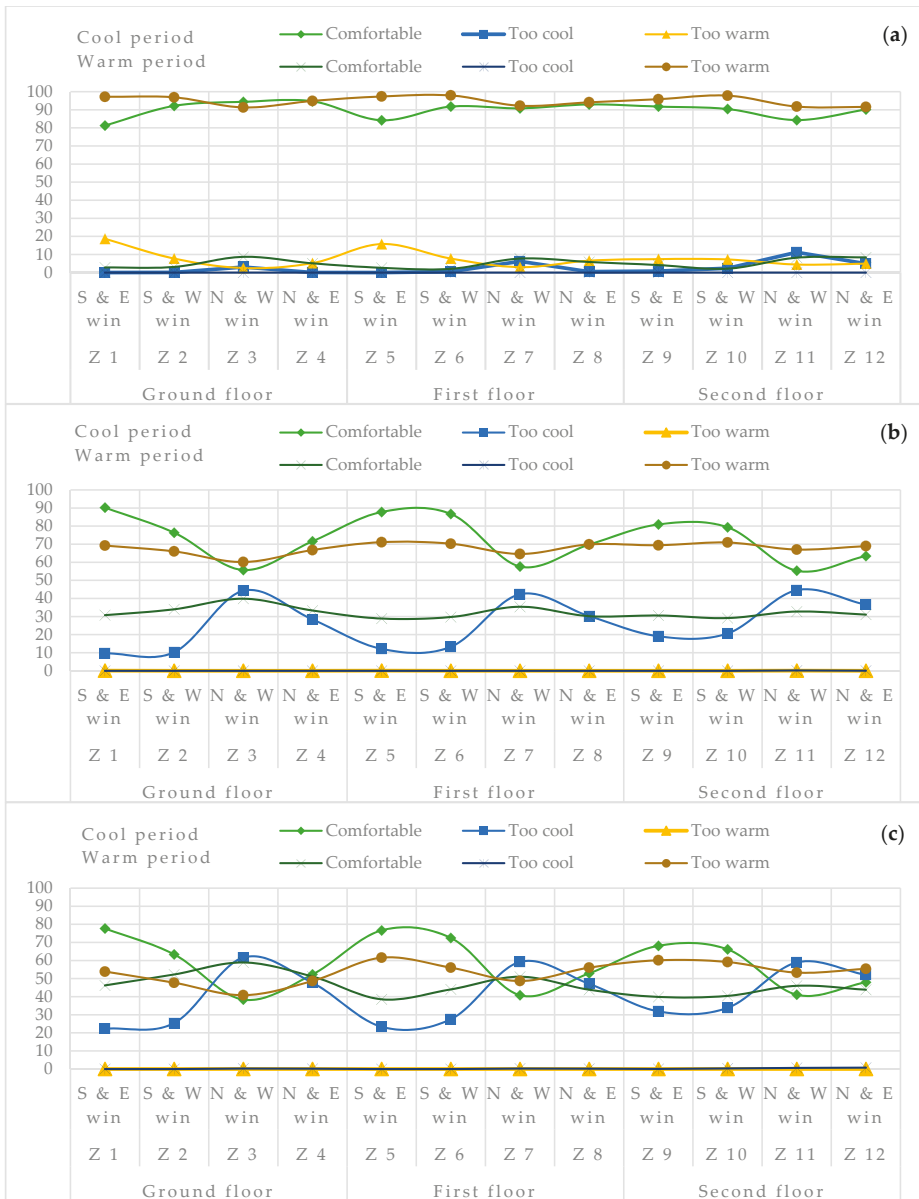 Cool period Comfortable Too cool Too warm (a)
Warm period Comfortable Too cool Too warm
100
90
80
70
60
50
40
30
20
10
0
S & E S & W N & W N & E S & E S & W N & W N & E S & E S & W N & W N & E
win win win win win win win win win win win win
Z 1 Z 2 Z 3 Z 4 Z 5 Z 6 Z 7 Z 8 Z 9 Z 10 Z 11 Z 12
Ground floor First floor Second floor
Cool period Comfortable Too cool Too warm (b)
Warm period Comfortable Too cool Too warm
100
90
80
70
60
50
40
30
20
10
0
S & E S & W N & W N & E S & E S & W N & W N & E S & E S & W N & W N & E
win win win win win win win win win win win win
Z 1 Z 2 Z 3 Z 4 Z 5 Z 6 Z 7 Z 8 Z 9 Z 10 Z 11 Z 12
Ground floor First floor Second floor
Cool period Comfortable Too cool Too warm (c)
Warm period Comfortable Too cool Too warm
100
90
80
70
60
50
40
30
20
10
0
S & E S & W N & W N & E S & E S & W N & W N & E S & E S & W N & W N & E
win win win win win win win win win win win win
Z 1 Z 2 Z 3 Z 4 Z 5 Z 6 Z 7 Z 8 Z 9 Z 10 Z 11 Z 12
Ground floor First floor Second floor